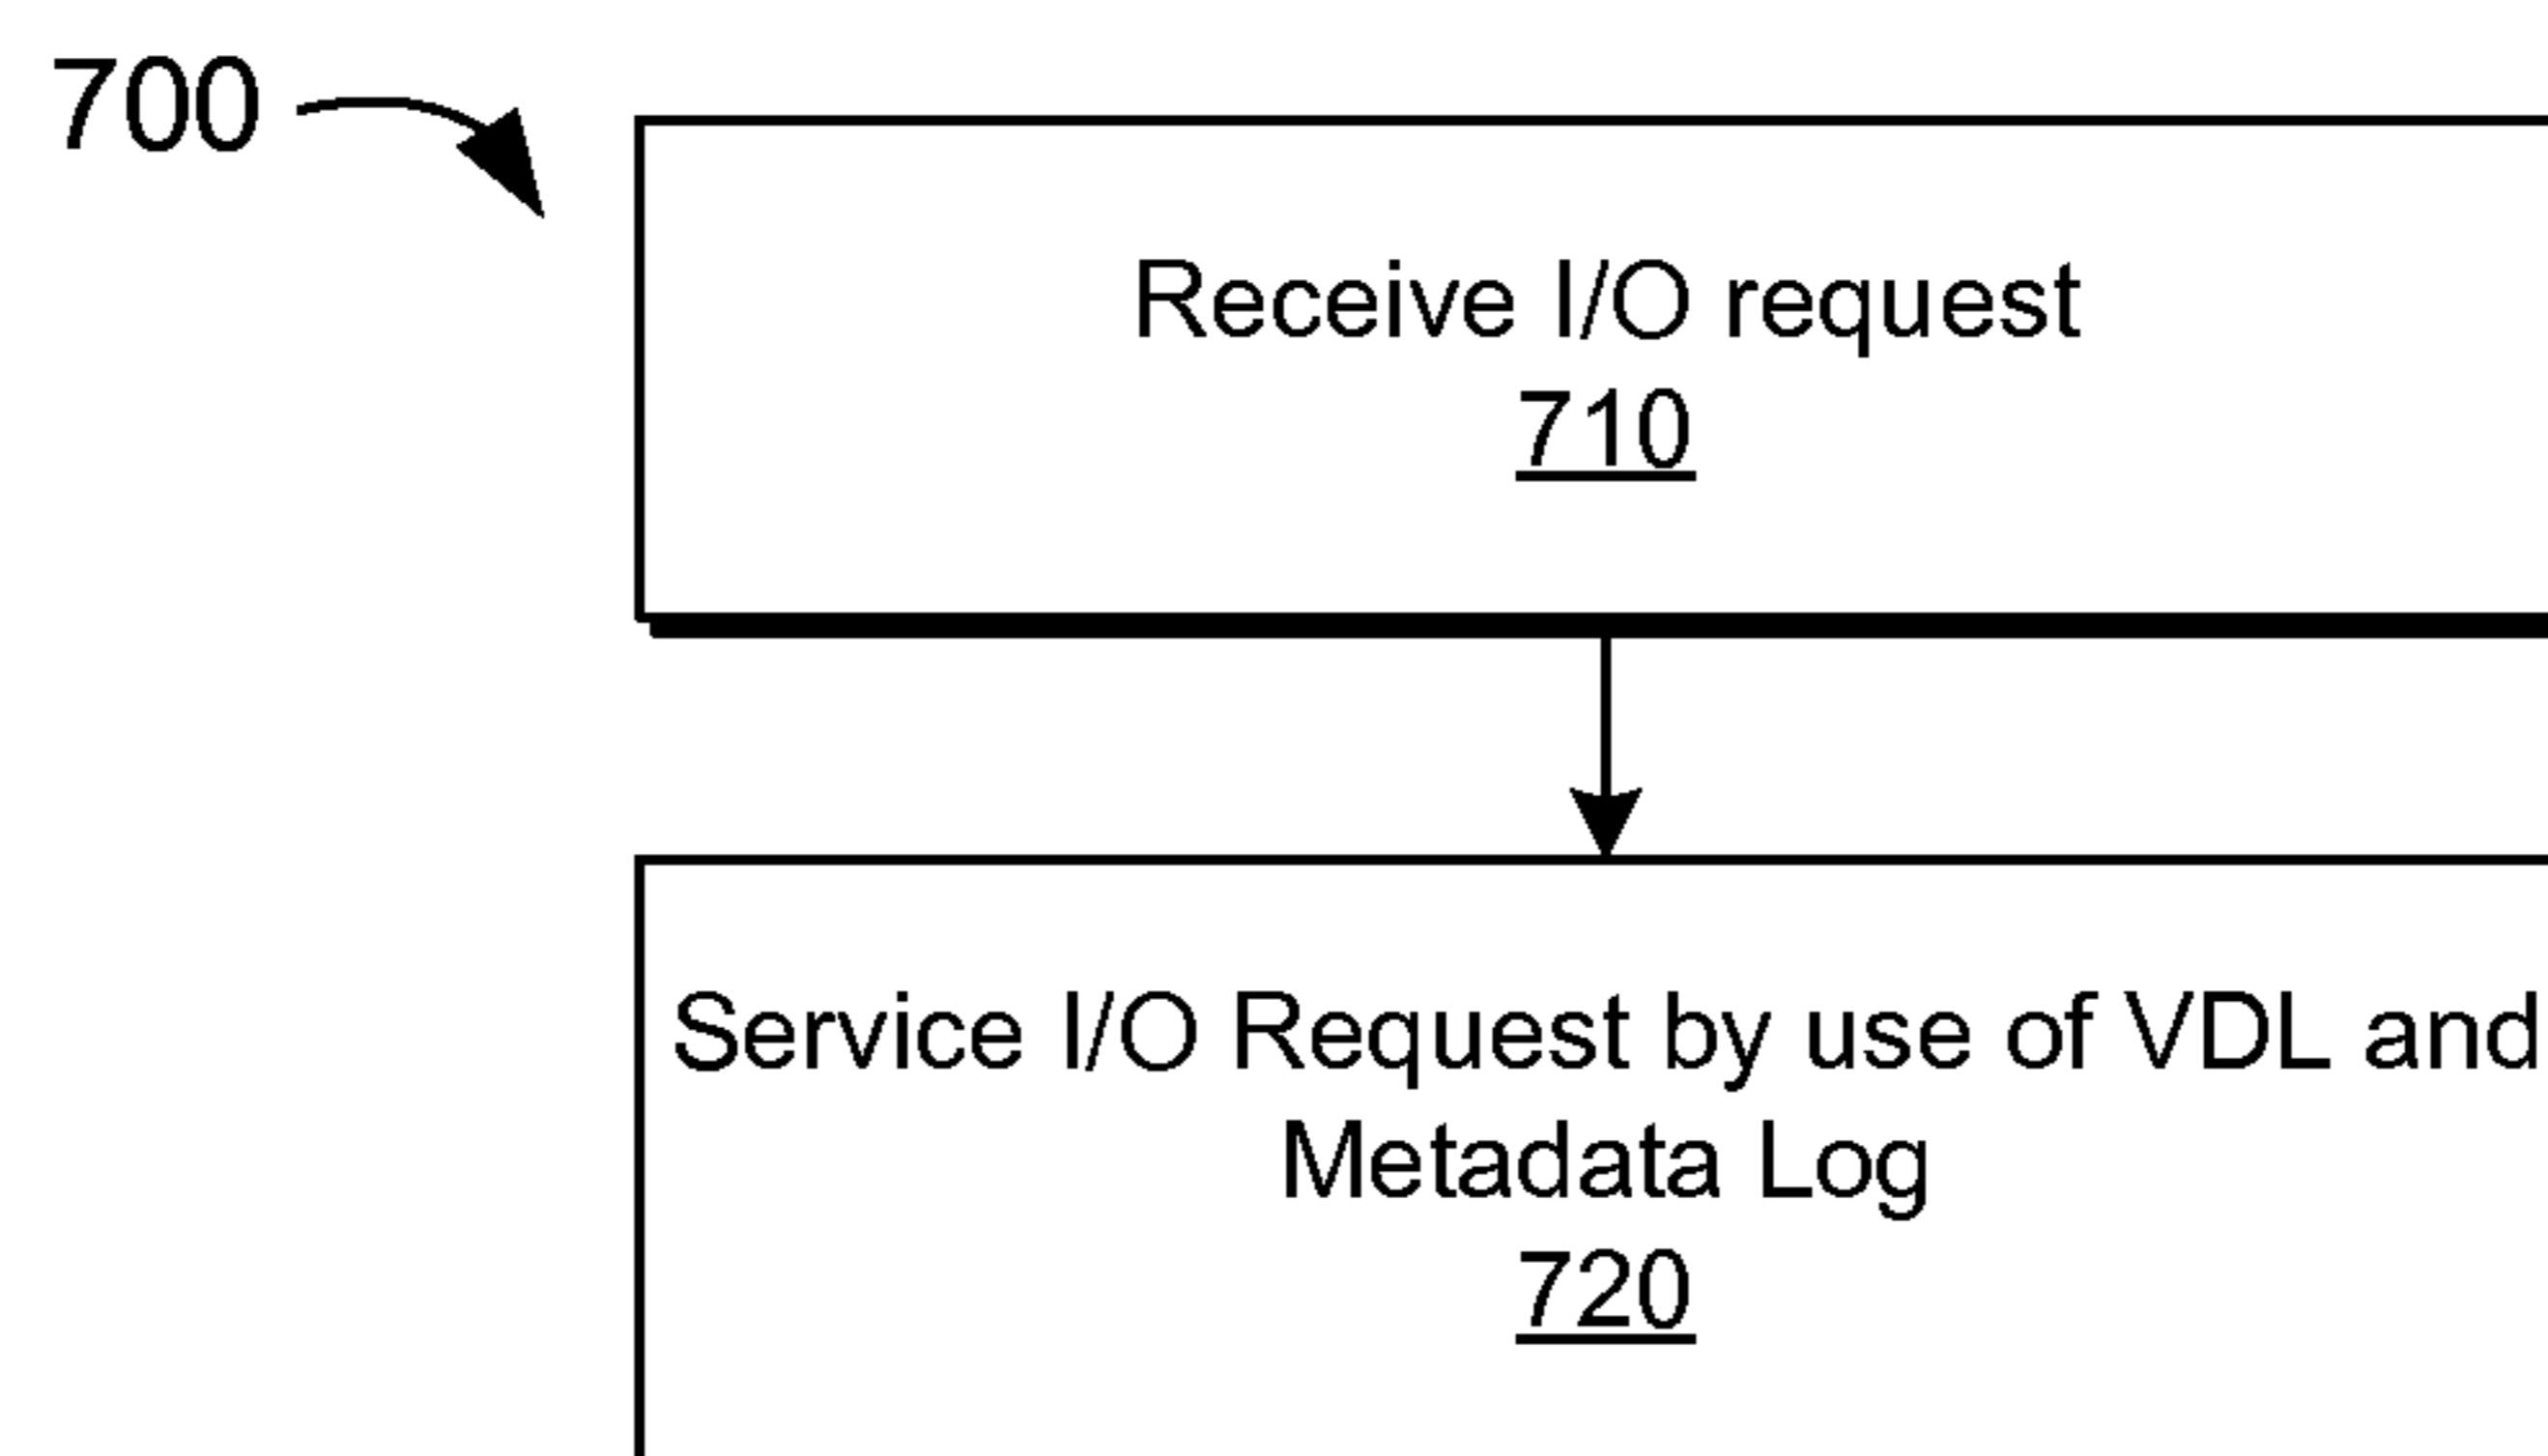 700
Receive I/O request
710
Service I/O Request by use of VDL and
Metadata Log
720